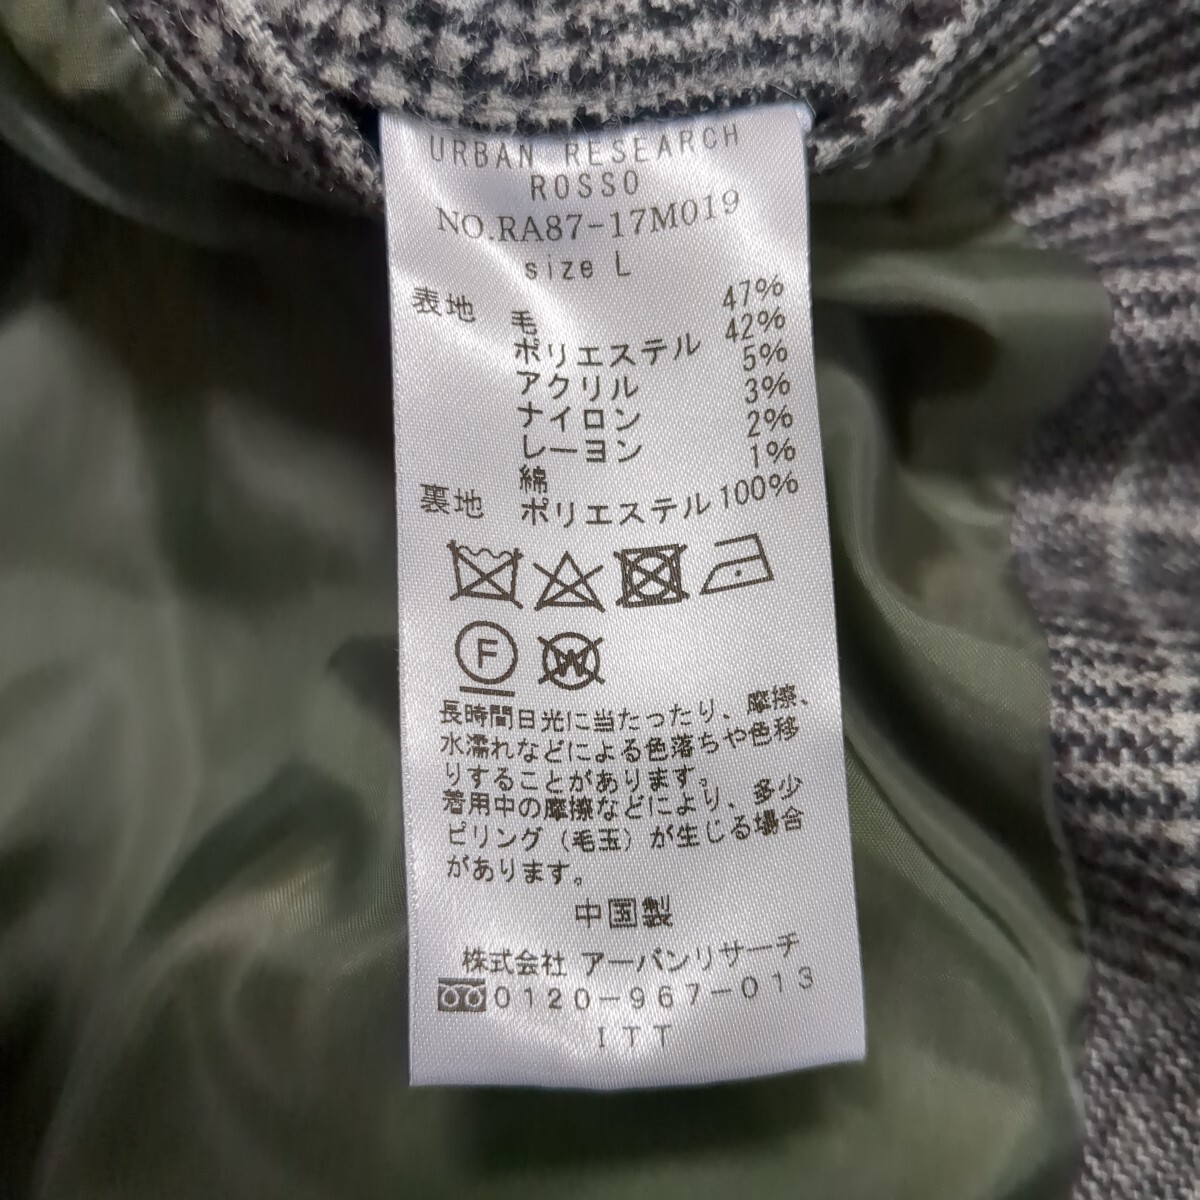 URBAN RESEARCH
ROSSO
NO.RA87-17M019
size L
表地 毛 47%
ポリエステル 42%
アクリル 5%
ナイロン 3%
レーヨン 2%
綿 1%
裏地 ポリエステル 100%
F W
長時間日光に当たったり、摩擦、
水濡れなどによる色落ちや色移
りすることがあります。
着用中の摩擦などにより、多少
ピリング(毛玉)が生じる場合
があります。
中国製
株式会社 アーバンリサーチ
0120-967-013
ITT